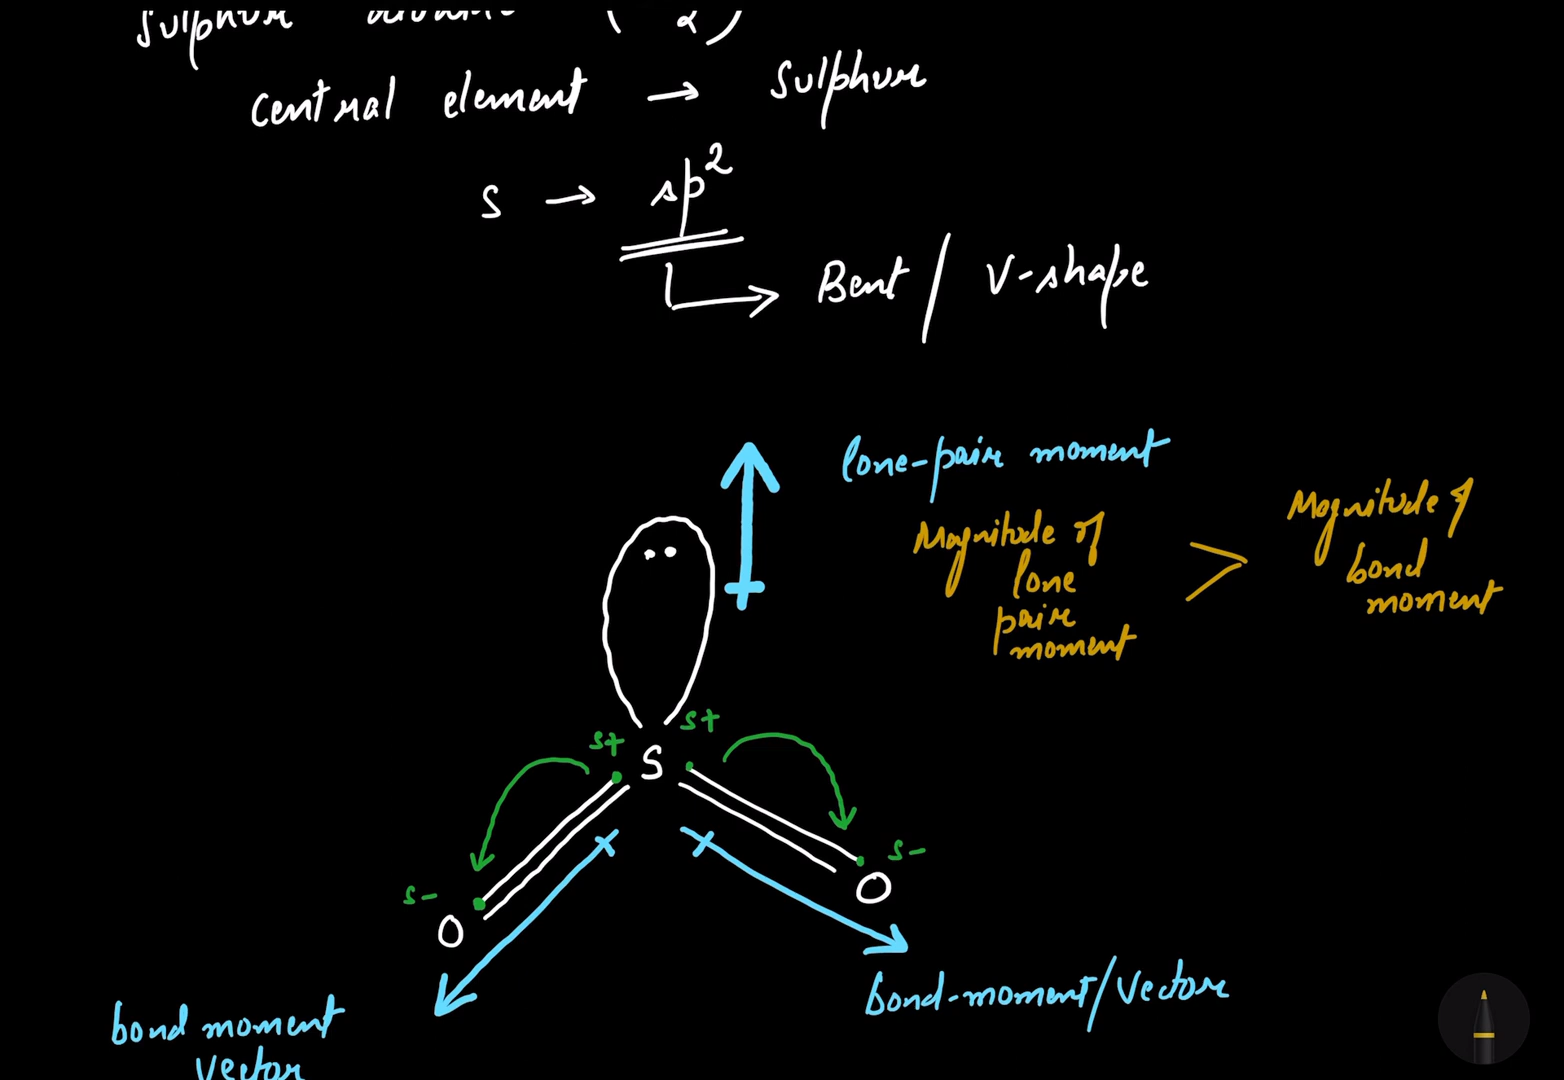 Sulphur
central element → Sulphur
S → sp²
Bent / V-shape
lone-pair moment
Magnitude of lone pair moment > Magnitude of bond moment
S+ S+
S
S- S-
O O
bond-moment/vector
bond moment
vector